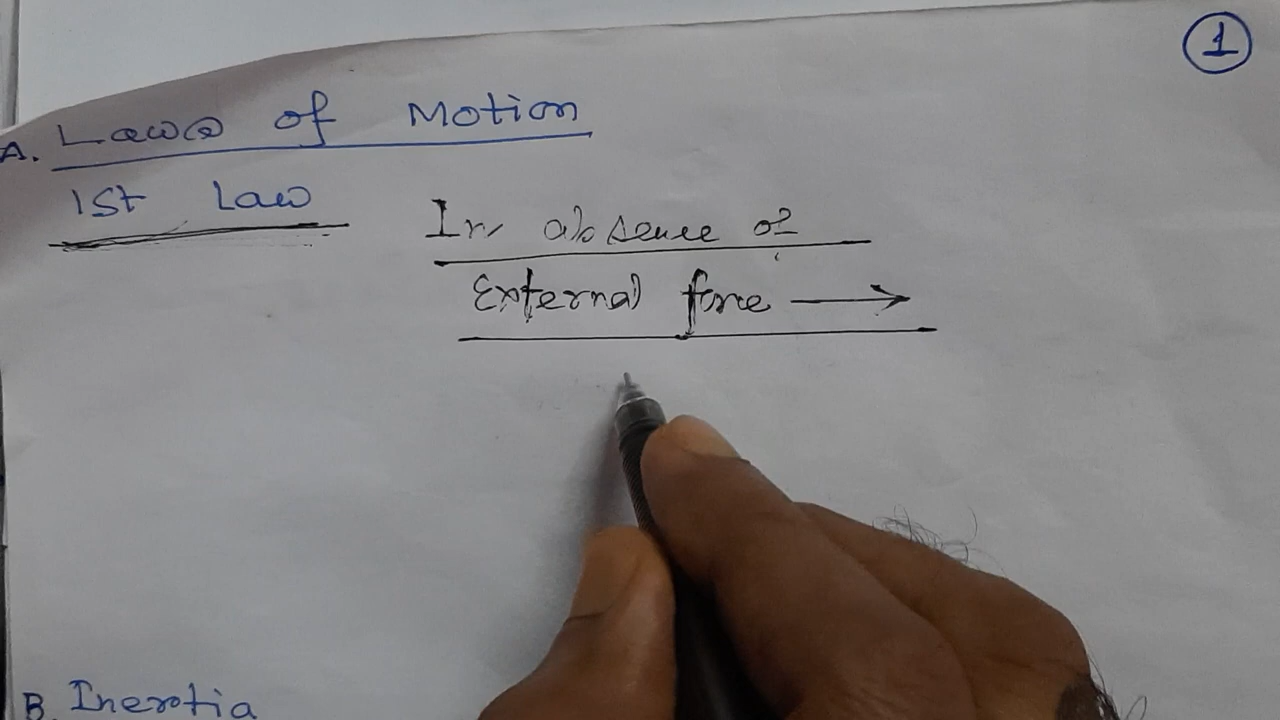 1
A. Laws of Motion
1st Law
In absence of
External force →
B. Inertia